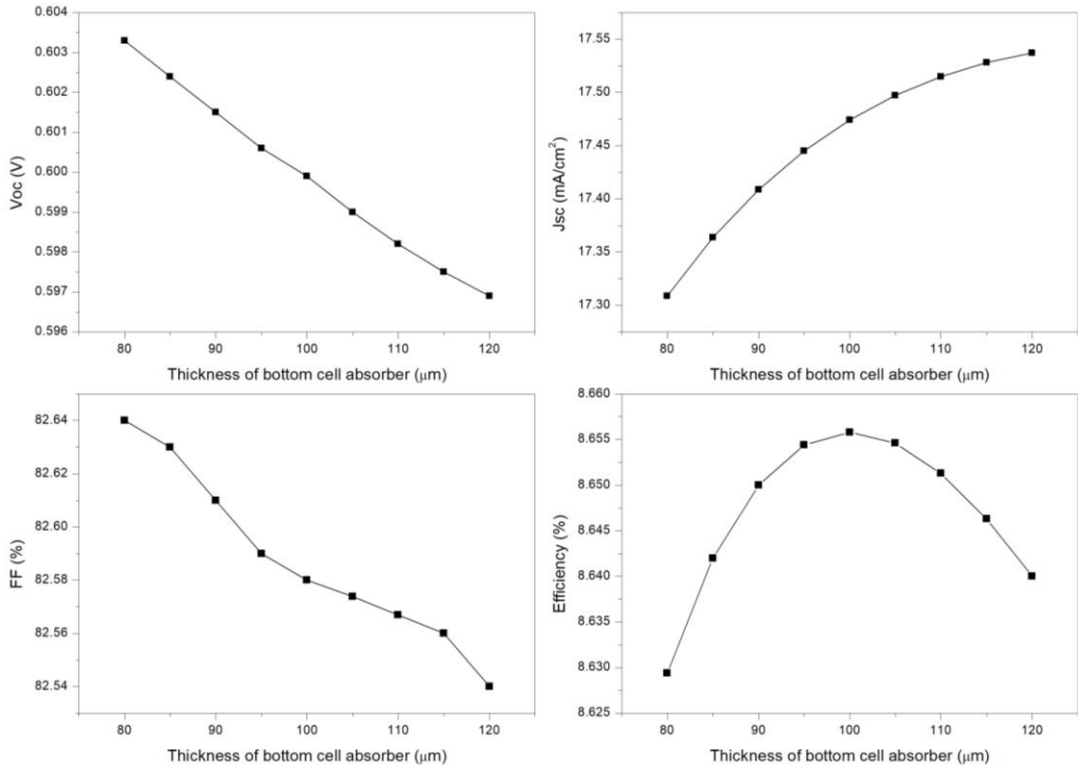 0.604
0.603
0.602
0.601
0.600
0.599
0.598
0.597
0.596
Voc (V)
80 90 100 110 120
Thickness of bottom cell absorber (μm)
17.55
17.50
17.45
17.40
17.35
17.30
Jsc (mA/cm²)
80 90 100 110 120
Thickness of bottom cell absorber (μm)
82.64
82.62
82.60
82.58
82.56
82.54
FF (%)
80 90 100 110 120
Thickness of bottom cell absorber (μm)
8.660
8.655
8.650
8.645
8.640
8.635
8.630
8.625
Efficiency (%)
80 90 100 110 120
Thickness of bottom cell absorber (μm)